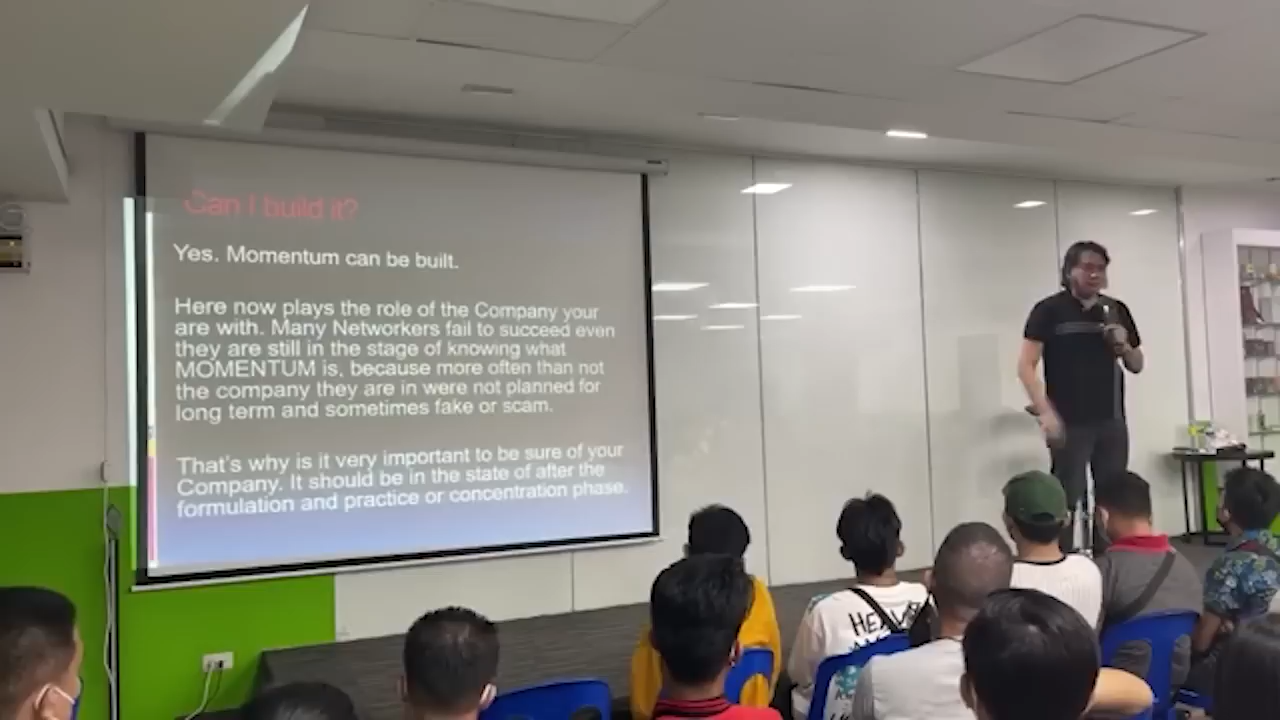 Can I build it?
Yes. Momentum can be built.
Here now plays the role of the Company your
are with. Many Networkers fail to succeed even
they are still in the stage of knowing what
MOMENTUM is, because more often than not
the company they are in were not planned for
long term and sometimes fake or scam.
That's why is it very important to be sure of your
Company. It should be in the state of after the
formulation and practice or concentration phase.